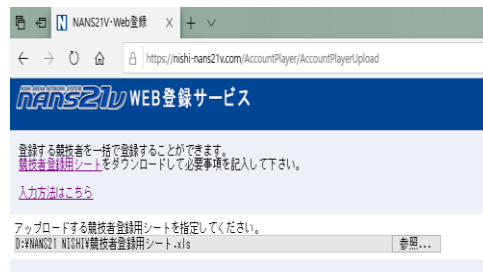 NANS21V・Web登録
https://nishi-nans21v.com/AccountPlayer/AccountPlayerUpload
NANS21V WEB登録サービス
登録する競技者を一括で登録することができます。
競技者登録用シートをダウンロードして必要事項を記入して下さい。
入力方法はこちら
アップロードする競技者登録用シートを指定してください。
D:¥NANS21 NISHI¥競技者登録用シート.xls 参照...